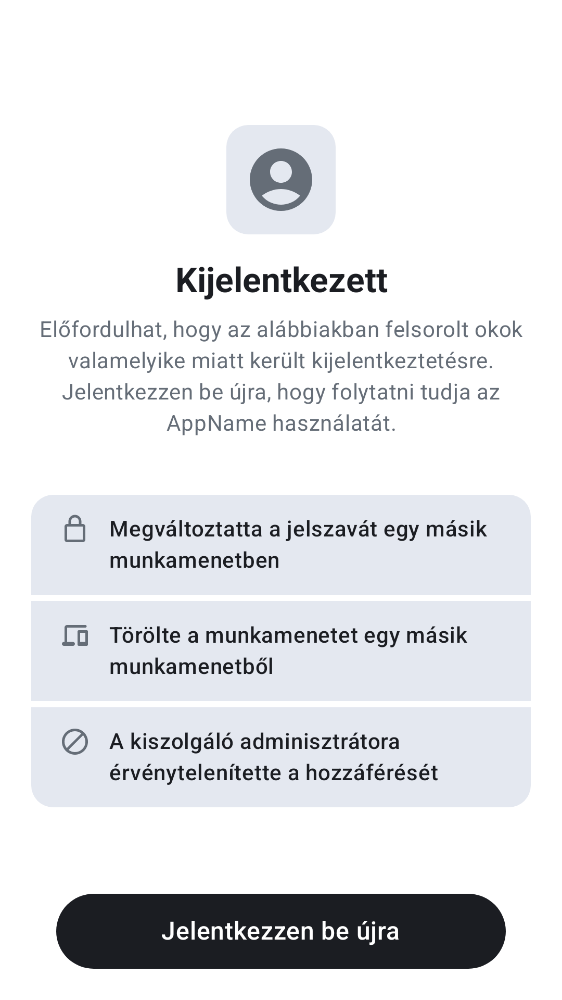 Kijelentkezett
Előfordulhat, hogy az alábbiakban felsorolt okok
valamelyike miatt került kijelentkeztetésre.
Jelentkezzen be újra, hogy folytatni tudja az
AppName használatát.
Megváltoztatta a jelszavát egy másik
munkamenetben
Törölte a munkamenetet egy másik
munkamenetből
A kiszolgáló adminisztrátora
érvénytelenítette a hozzáférését
Jelentkezzen be újra